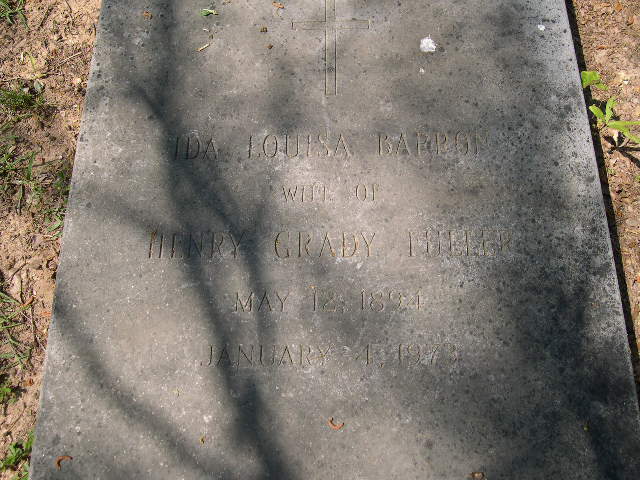 IDA LOUISA BARRON
WIFE OF
HENRY GRADY FULLER
MAY 12, 1894
JANUARY 4, 1973